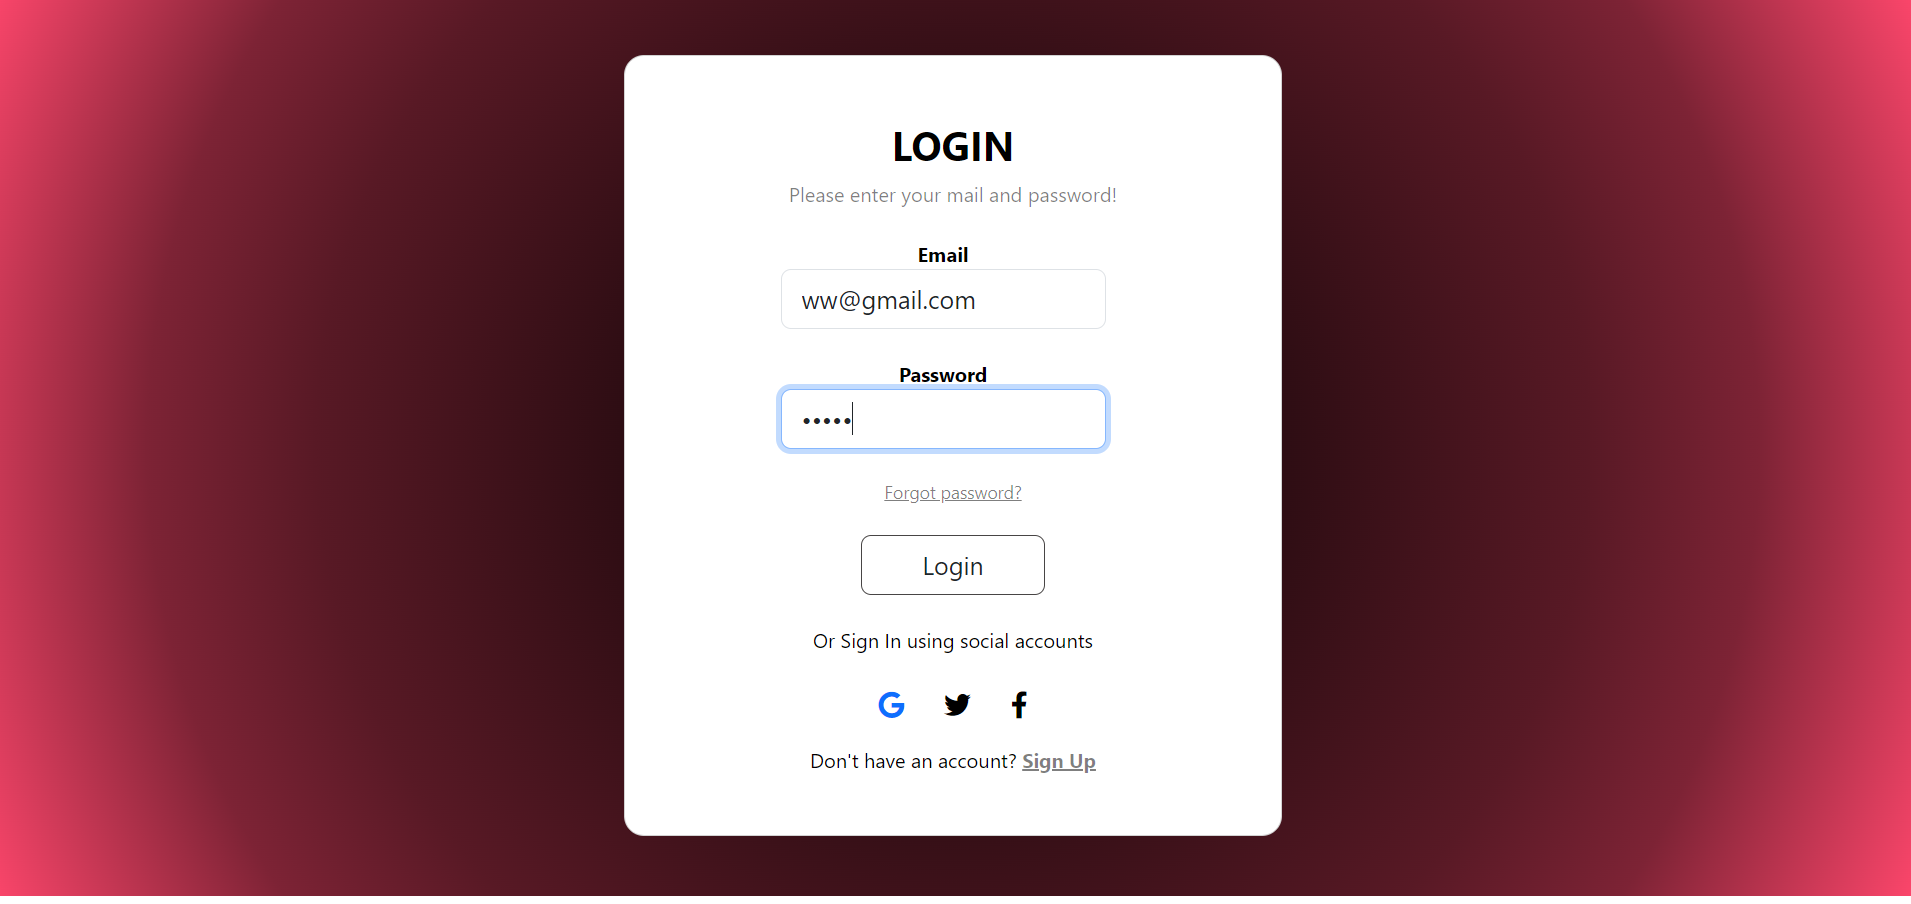 LOGIN
Please enter your mail and password!
Email
ww@gmail.com
Password
•••••
Forgot password?
Login
Or Sign In using social accounts
Don't have an account? Sign Up